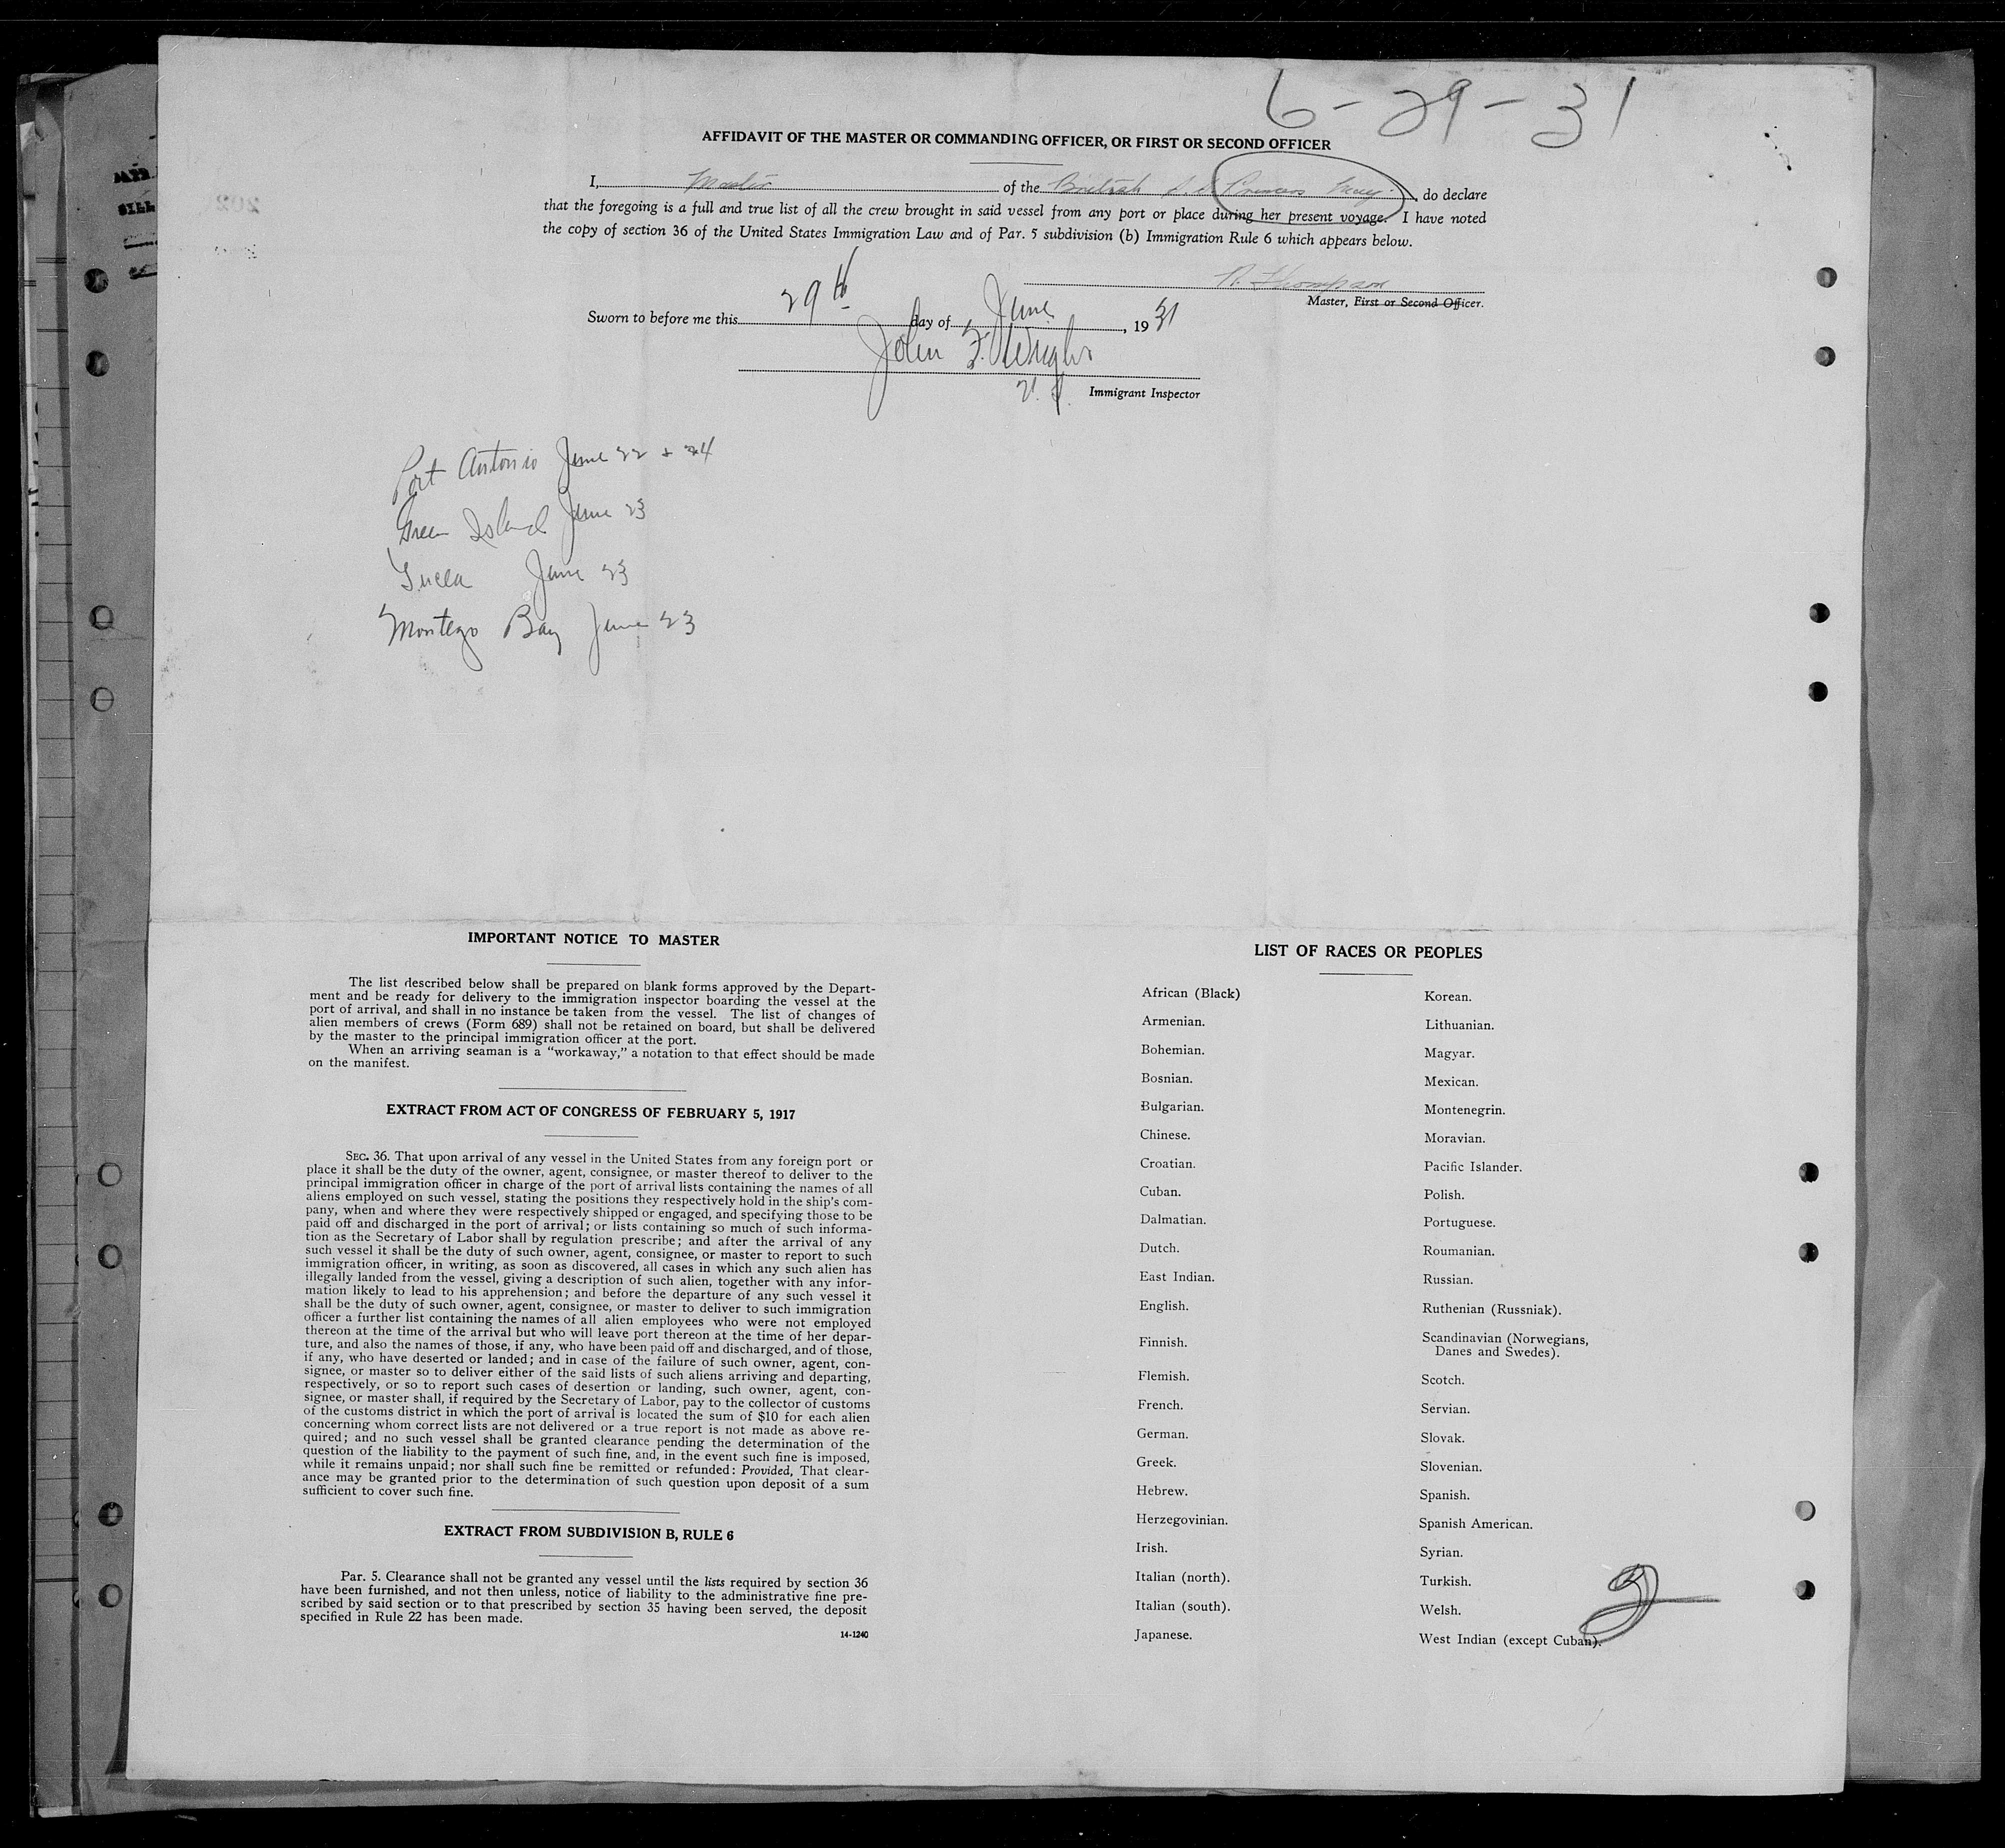 6-29-31
AFFIDAVIT OF THE MASTER OR COMMANDING OFFICER, OR FIRST OR SECOND OFFICER
I, Master of the British S.S. Princess May, do declare
that the foregoing is a full and true list of all the crew brought in said vessel from any port or place during her present voyage. I have noted
the copy of section 36 of the United States Immigration Law and of Par. 5 subdivision (b) Immigration Rule 6 which appears below.
R. Thompson
Master, First or Second Officer.
Sworn to before me this 29th day of June, 1931
John F. Wright
Immigrant Inspector
Port Antonio June 22 + 24
Green Island June 23
Lucea June 23
Montego Bay June 23
IMPORTANT NOTICE TO MASTER
The list described below shall be prepared on blank forms approved by the Depart-
ment and be ready for delivery to the immigration inspector boarding the vessel at the
port of arrival, and shall in no instance be taken from the vessel. The list of changes of
alien members of crews (Form 689) shall not be retained on board, but shall be delivered
by the master to the principal immigration officer at the port.
When an arriving seaman is a "workaway," a notation to that effect should be made
on the manifest.
EXTRACT FROM ACT OF CONGRESS OF FEBRUARY 5, 1917
SEC. 36. That upon arrival of any vessel in the United States from any foreign port or
place it shall be the duty of the owner, agent, consignee, or master thereof to deliver to the
principal immigration officer in charge of the port of arrival lists containing the names of all
aliens employed on such vessel, stating the positions they respectively hold in the ship's com-
pany, when and where they were respectively shipped or engaged, and specifying those to be
paid off and discharged in the port of arrival; or lists containing so much of such informa-
tion as the Secretary of Labor shall by regulation prescribe; and after the arrival of any
such vessel it shall be the duty of such owner, agent, consignee, or master to report to such
immigration officer, in writing, as soon as discovered, all cases in which any such alien has
illegally landed from the vessel, giving a description of such alien, together with any infor-
mation likely to lead to his apprehension; and before the departure of any such vessel it
shall be the duty of such owner, agent, consignee, or master to deliver to such immigration
officer a further list containing the names of all alien employees who were not employed
thereon at the time of the arrival but who will leave port thereon at the time of her depar-
ture, and also the names of those, if any, who have been paid off and discharged, and of those,
if any, who have deserted or landed; and in case of the failure of such owner, agent, con-
signee, or master so to deliver either of the said lists of such aliens arriving and departing,
respectively, or so to report such cases of desertion or landing, such owner, agent, con-
signee, or master shall, if required by the Secretary of Labor, pay to the collector of customs
of the customs district in which the port of arrival is located the sum of $10 for each alien
concerning whom correct lists are not delivered or a true report is not made as above re-
quired; and no such vessel shall be granted clearance pending the determination of the
question of the liability to the payment of such fine, and, in the event such fine is imposed,
while it remains unpaid; nor shall such fine be remitted or refunded: Provided, That clear-
ance may be granted prior to the determination of such question upon deposit of a sum
sufficient to cover such fine.
EXTRACT FROM SUBDIVISION B, RULE 6
Par. 5. Clearance shall not be granted any vessel until the lists required by section 36
have been furnished, and not then unless, notice of liability to the administrative fine pre-
scribed by said section or to that prescribed by section 35 having been served, the deposit
specified in Rule 22 has been made.
14-1240
LIST OF RACES OR PEOPLES
African (Black)
Armenian.
Bohemian.
Bosnian.
Bulgarian.
Chinese.
Croatian.
Cuban.
Dalmatian.
Dutch.
East Indian.
English.
Finnish.
Flemish.
French.
German.
Greek.
Hebrew.
Herzegovinian.
Irish.
Italian (north).
Italian (south).
Japanese.
Korean.
Lithuanian.
Magyar.
Mexican.
Montenegrin.
Moravian.
Pacific Islander.
Polish.
Portuguese.
Roumanian.
Russian.
Ruthenian (Russniak).
Scandinavian (Norwegians,
Danes and Swedes).
Scotch.
Servian.
Slovak.
Slovenian.
Spanish.
Spanish American.
Syrian.
Turkish.
Welsh.
West Indian (except Cuban).
2